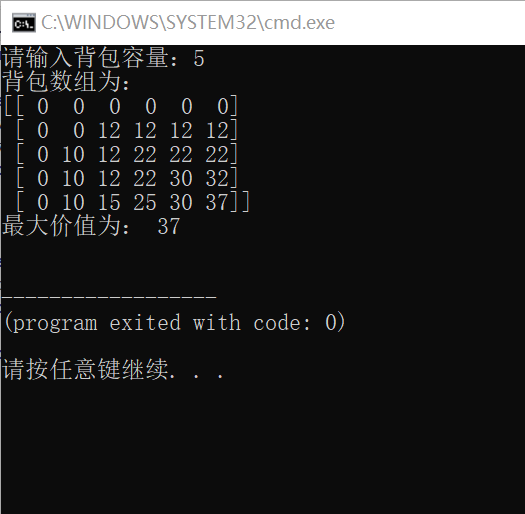 C:\WINDOWS\SYSTEM32\cmd.exe
请输入背包容量：5
背包数组为：
[[ 0  0  0  0  0  0]
 [ 0  0 12 12 12 12]
 [ 0 10 12 22 22 22]
 [ 0 10 12 22 30 32]
 [ 0 10 15 25 30 37]]
最大价值为： 37
------------------
(program exited with code: 0)
请按任意键继续. . .